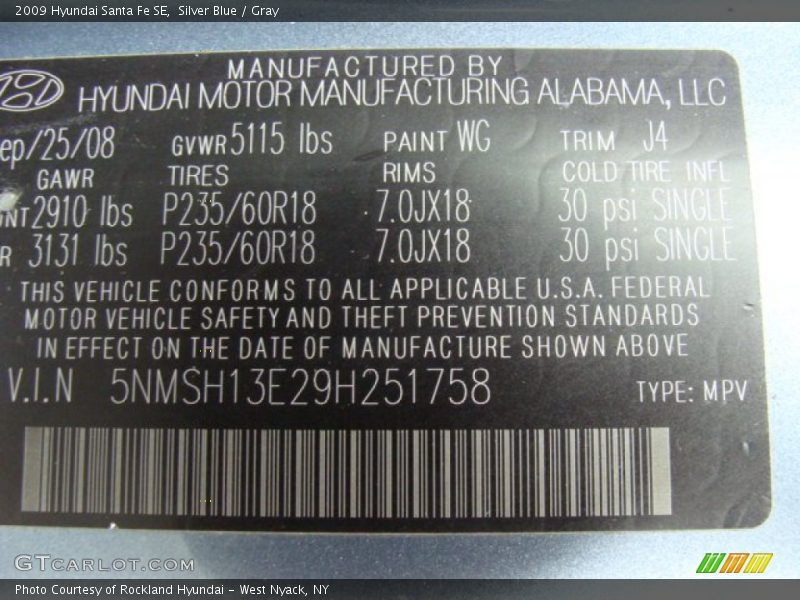 2009 Hyundai Santa Fe SE,  Silver Blue / Gray
MANUFACTURED BY
HYUNDAI MOTOR MANUFACTURING ALABAMA, LLC
ep/25/08 GVWR 5115 lbs PAINT WG TRIM J4
GAWR TIRES RIMS COLD TIRE INFL
NT 2910 lbs P235/60R18 7.0JX18 30 psi SINGLE
R 3131 lbs P235/60R18 7.0JX18 30 psi SINGLE
THIS VEHICLE CONFORMS TO ALL APPLICABLE U.S.A. FEDERAL
MOTOR VEHICLE SAFETY AND THEFT PREVENTION STANDARDS
IN EFFECT ON THE DATE OF MANUFACTURE SHOWN ABOVE
V.I.N 5NMSH13E29H251758 TYPE: MPV
GTCARLOT.COM
Photo Courtesy of Rockland Hyundai - West Nyack, NY